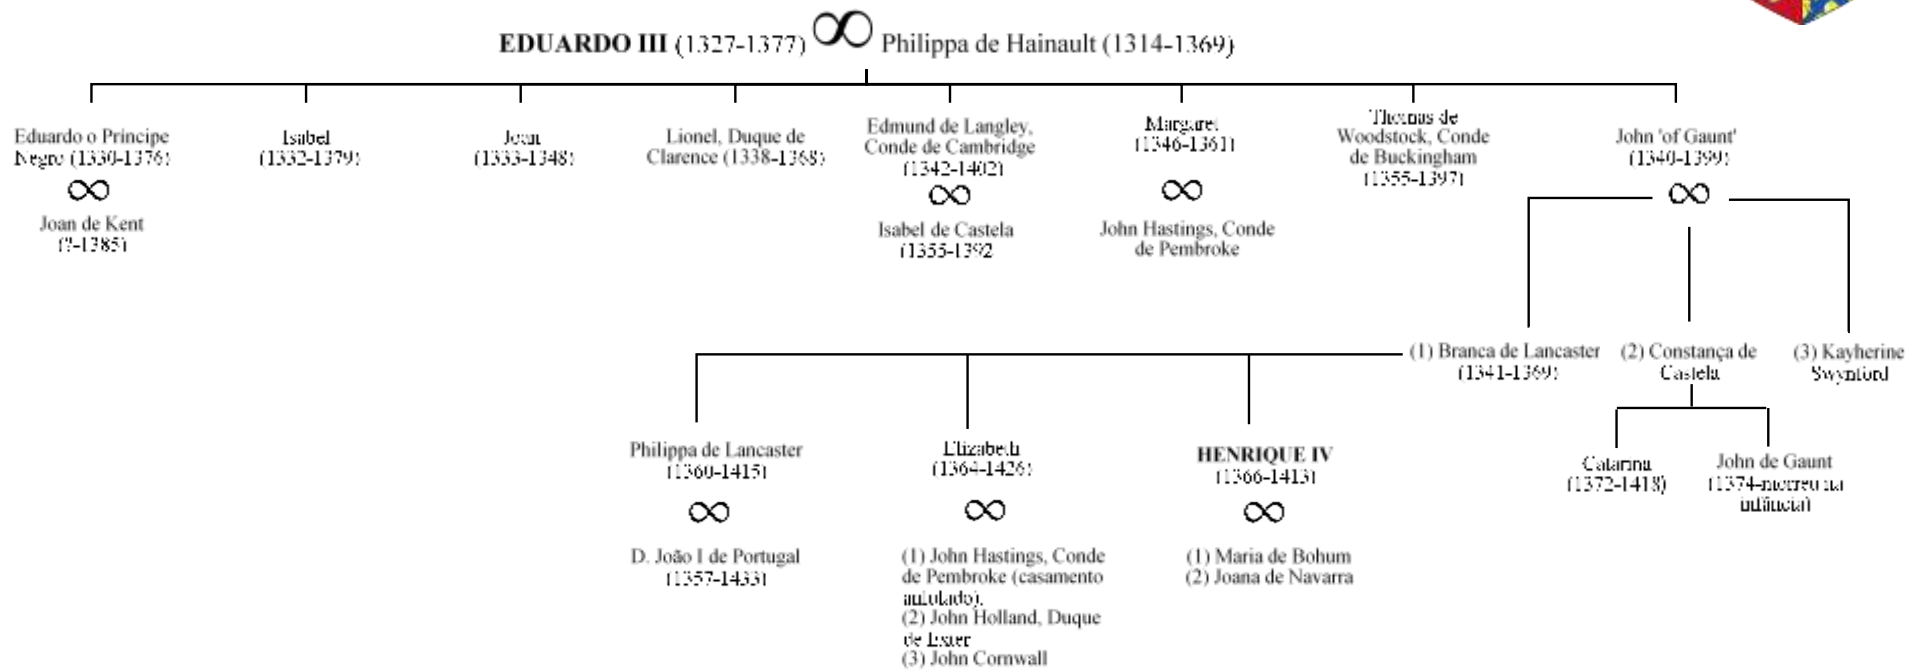 EDUARDO III (1327-1377) ∞ Philippa de Hainault (1314-1369)
Eduardo o Príncipe
Negro (1330-1376)
∞
Joan de Kent
(?-1385)
Isabel
(1332-1379)
Joan
(1333-1348)
Lionel, Duque de
Clarence (1338-1368)
Edmund de Langley,
Conde de Cambridge
(1342-1402)
∞
Isabel de Castela
(1355-1392
Margaret
(1346-1361)
∞
John Hastings, Conde
de Pembroke
Thomas de
Woodstock, Conde
de Buckingham
(1355-1397)
John 'of Gaunt'
(1340-1399)
∞
(1) Branca de Lancaster
(1341-1369)
(2) Constança de
Castela
(3) Kayherine
Swynford
Philippa de Lancaster
(1360-1415)
∞
D. João I de Portugal
(1357-1433)
Elizabeth
(1364-1426)
∞
(1) John Hastings, Conde
de Pembroke (casamento
anulado),
(2) John Holland, Duque
de Exter
(3) John Cornwall
HENRIQUE IV
(1366-1413)
∞
(1) Maria de Bohum
(2) Joana de Navarra
Catarina
(1372-1418)
John de Gaunt
(1374-morreu na
infância)